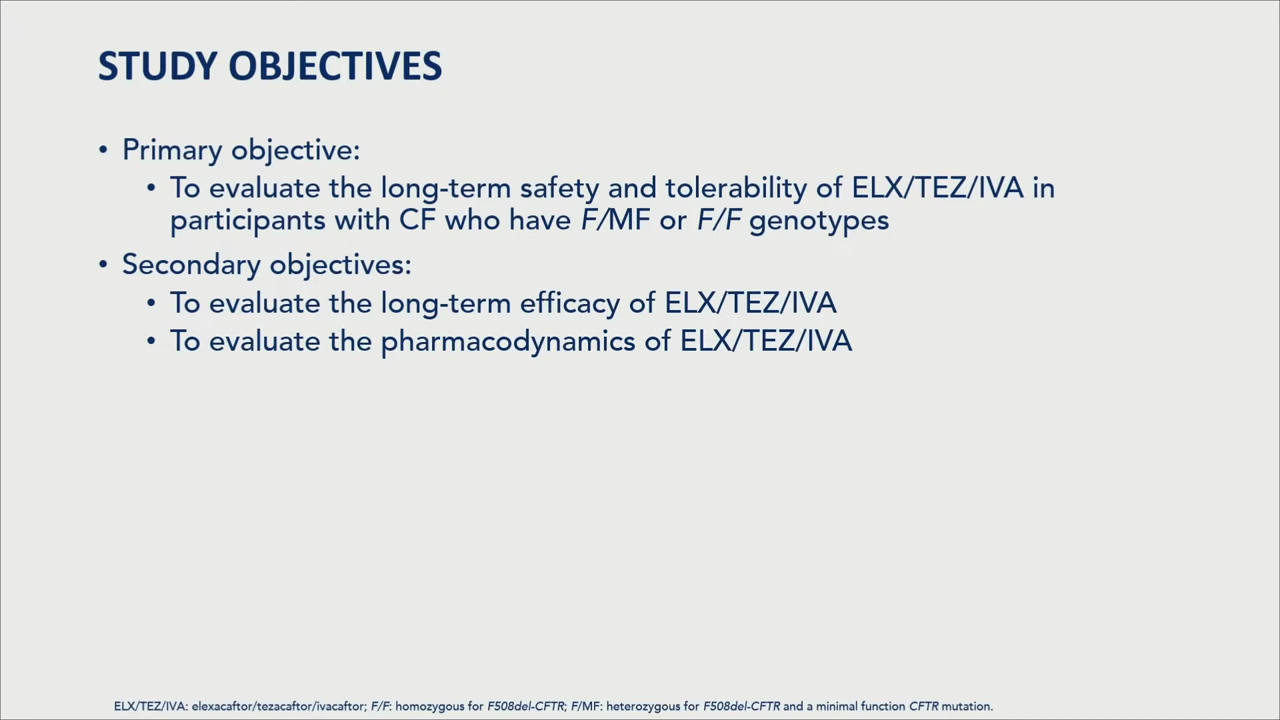 STUDY OBJECTIVES
• Primary objective:
• To evaluate the long-term safety and tolerability of ELX/TEZ/IVA in
participants with CF who have F/MF or F/F genotypes
• Secondary objectives:
• To evaluate the long-term efficacy of ELX/TEZ/IVA
• To evaluate the pharmacodynamics of ELX/TEZ/IVA
ELX/TEZ/IVA: elexacaftor/tezacaftor/ivacaftor; F/F: homozygous for F508del-CFTR; F/MF: heterozygous for F508del-CFTR and a minimal function CFTR mutation.